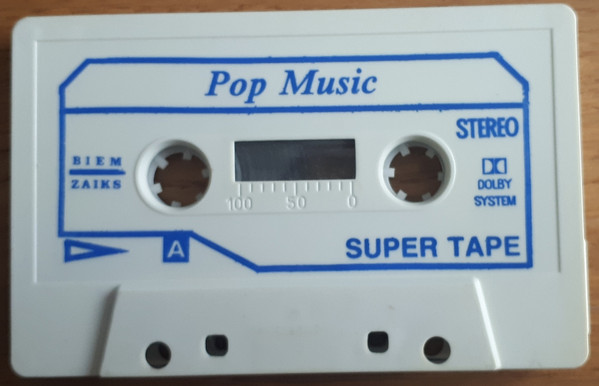 Pop Music
STEREO
BIEM
ZAIKS
DOLBY
SYSTEM
100 50 0
A
SUPER TAPE